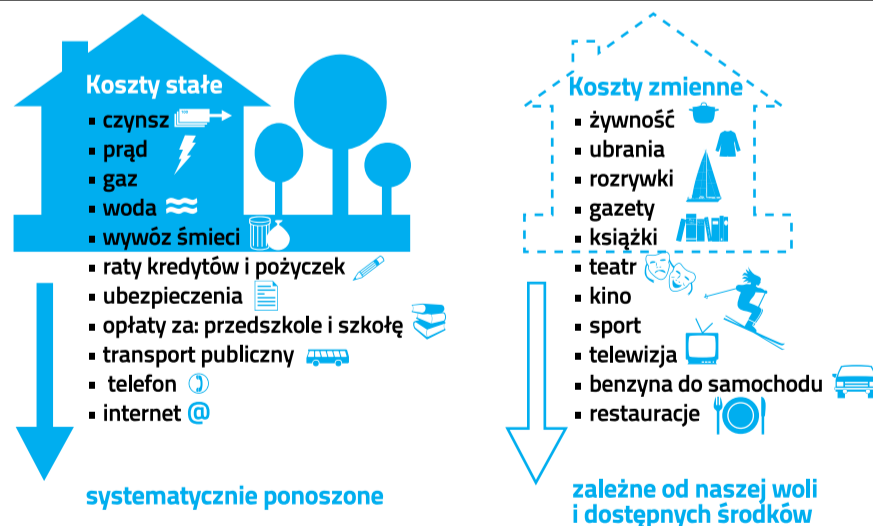 Koszty stałe
▪ czynsz
▪ prąd
▪ gaz
▪ woda
▪ wywóz śmieci
▪ raty kredytów i pożyczek
▪ ubezpieczenia
▪ opłaty za: przedszkole i szkołę
▪ transport publiczny
▪ telefon
▪ internet @
systematycznie ponoszone
Koszty zmienne
▪ żywność
▪ ubrania
▪ rozrywki
▪ gazety
▪ książki
▪ teatr
▪ kino
▪ sport
▪ telewizja
▪ benzyna do samochodu
▪ restauracje
zależne od naszej woli
i dostępnych środków